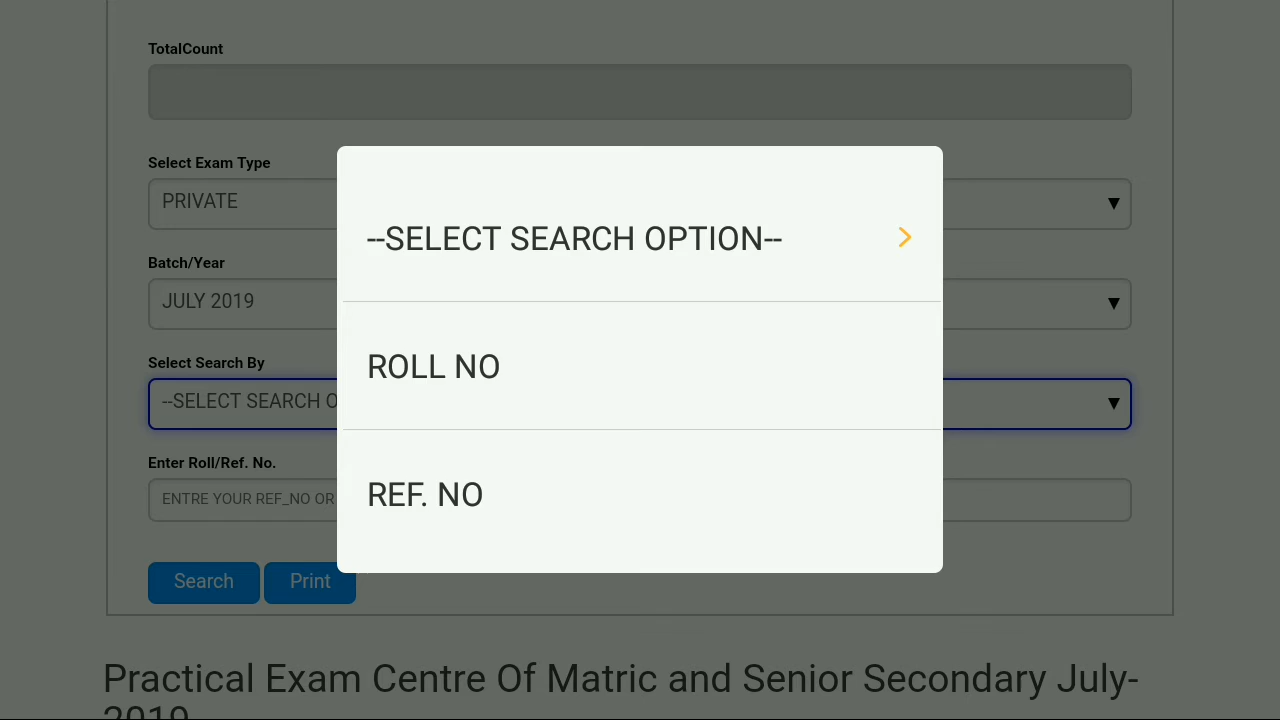 TotalCount
Select Exam Type
PRIVATE
Batch/Year
JULY 2019
Select Search By
--SELECT SEARCH O
Enter Roll/Ref. No.
ENTRE YOUR REF_NO OR
Search Print
--SELECT SEARCH OPTION--
ROLL NO
REF. NO
Practical Exam Centre Of Matric and Senior Secondary July-
2019